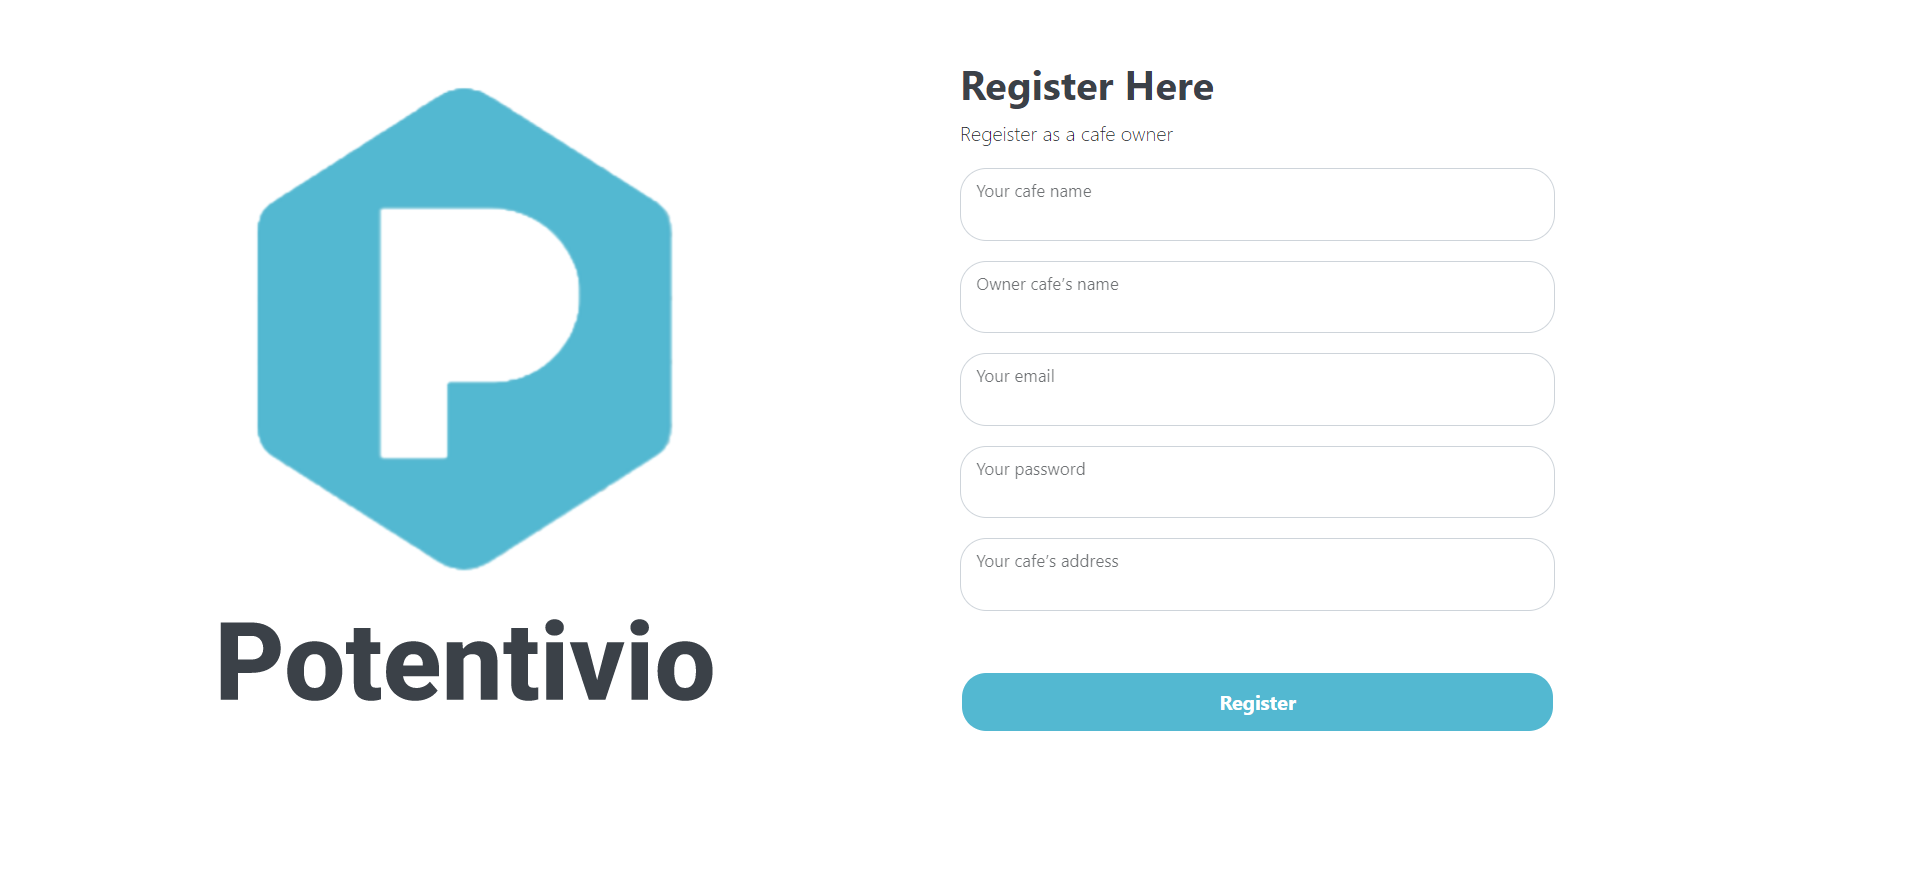 P
Potentivio
Register Here
Regeister as a cafe owner
Your cafe name
Owner cafe's name
Your email
Your password
Your cafe's address
Register